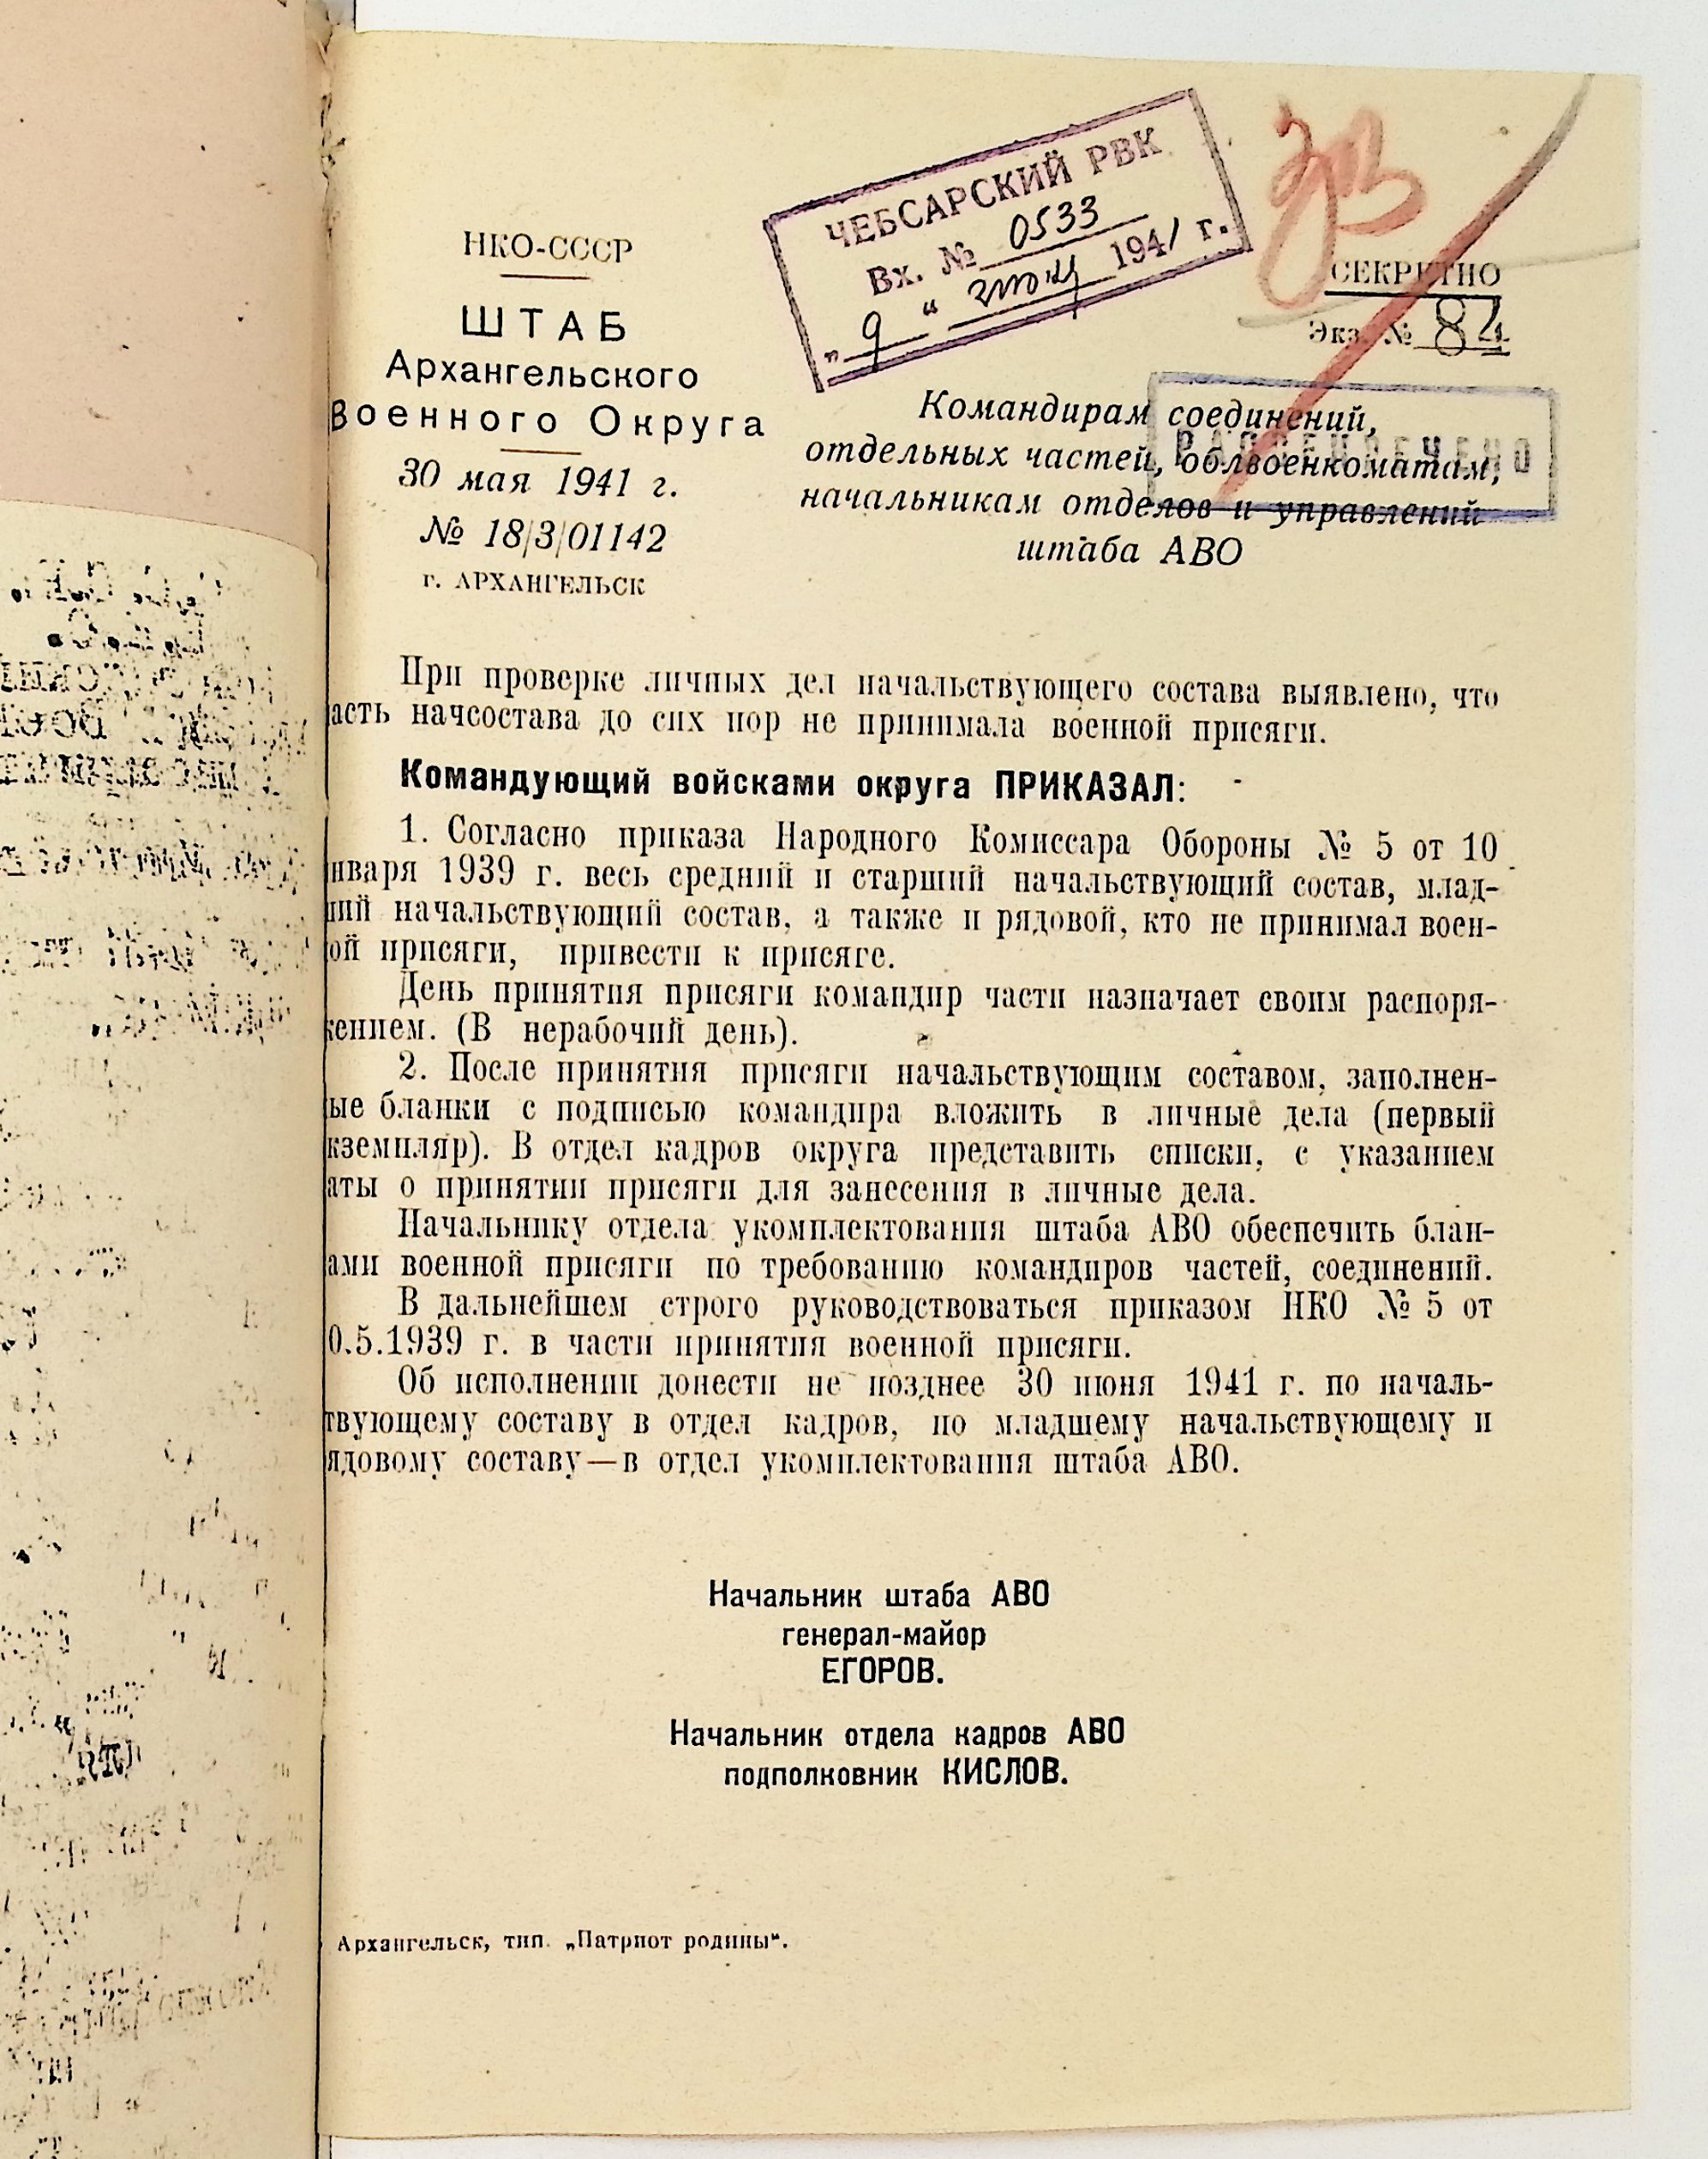 ЧЕБСАРСКИЙ РВК
Вх. № 0533
„ 9 “ июня 1941 г.
НКО-СССР
ШТАБ
Архангельского
Военного Округа
30 мая 1941 г.
№ 18/3/01142
г. АРХАНГЕЛЬСК
СЕКРЕТНО
Экз. № 84
РАССЕКРЕЧЕНО
Командирам соединений,
отдельных частей, облвоенкоматам,
начальникам отделов и управлений
штаба АВО
При проверке личных дел начальствующего состава выявлено, что
асть начсостава до сих пор не принимала военной присяги.
Командующий войсками округа ПРИКАЗАЛ:
1. Согласно приказа Народного Комиссара Обороны № 5 от 10
нваря 1939 г. весь средний и старший начальствующий состав, млад-
ший начальствующий состав, а также и рядовой, кто не принимал воен-
ой присяги, привести к присяге.
День принятия присяги командир части назначает своим распоря-
жением. (В нерабочий день).
2. После принятия присяги начальствующим составом, заполнен-
ные бланки с подписью командира вложить в личные дела (первый
кземпляр). В отдел кадров округа представить списки, с указанием
аты о принятии присяги для занесения в личные дела.
Начальнику отдела укомплектования штаба АВО обеспечить блан-
ами военной присяги по требованию командиров частей, соединений.
В дальнейшем строго руководствоваться приказом НКО № 5 от
0.5.1939 г. в части принятия военной присяги.
Об исполнении донести не позднее 30 июня 1941 г. по началь-
твующему составу в отдел кадров, по младшему начальствующему и
ядовому составу—в отдел укомплектования штаба АВО.
Начальник штаба АВО
генерал-майор
ЕГОРОВ.
Начальник отдела кадров АВО
подполковник КИСЛОВ.
Архангельск, тип. „Патриот родины“.